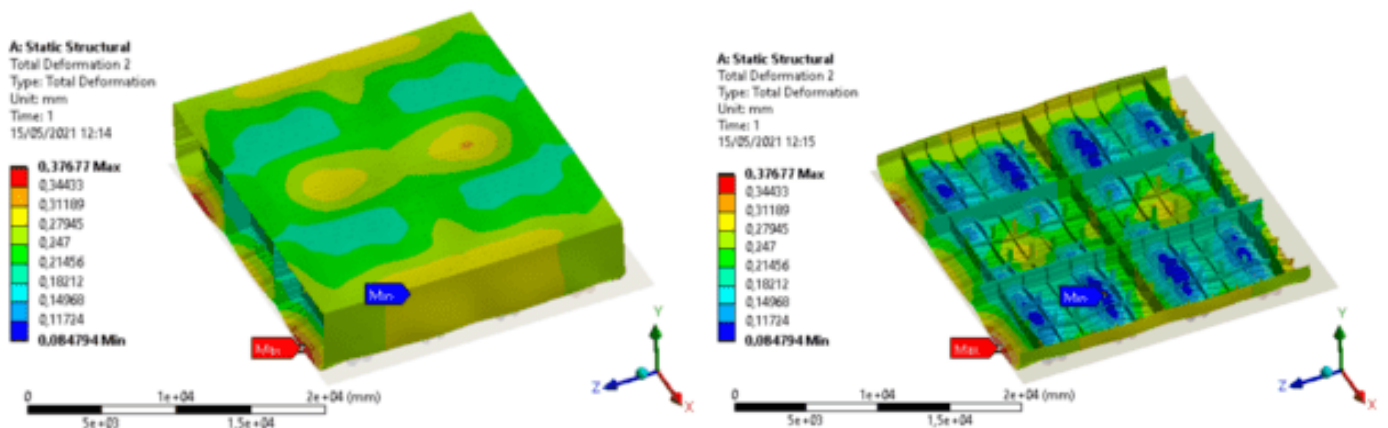 A: Static Structural
Total Deformation 2
Type: Total Deformation
Unit: mm
Time: 1
15/05/2021 12:14
0,37677 Max
0,34433
0,31189
0,27945
0,247
0,21456
0,18212
0,14968
0,11724
0,084794 Min
Min
Max
0
1e+04
2e+04 (mm)
5e+03
1,5e+04
Y
Z
X
A: Static Structural
Total Deformation 2
Type: Total Deformation
Unit: mm
Time: 1
15/05/2021 12:15
0,37677 Max
0,34433
0,31189
0,27945
0,247
0,21456
0,18212
0,14968
0,11724
0,084794 Min
Min
Max
0
1e+04
2e+04 (mm)
5e+03
1,5e+04
Y
Z
X